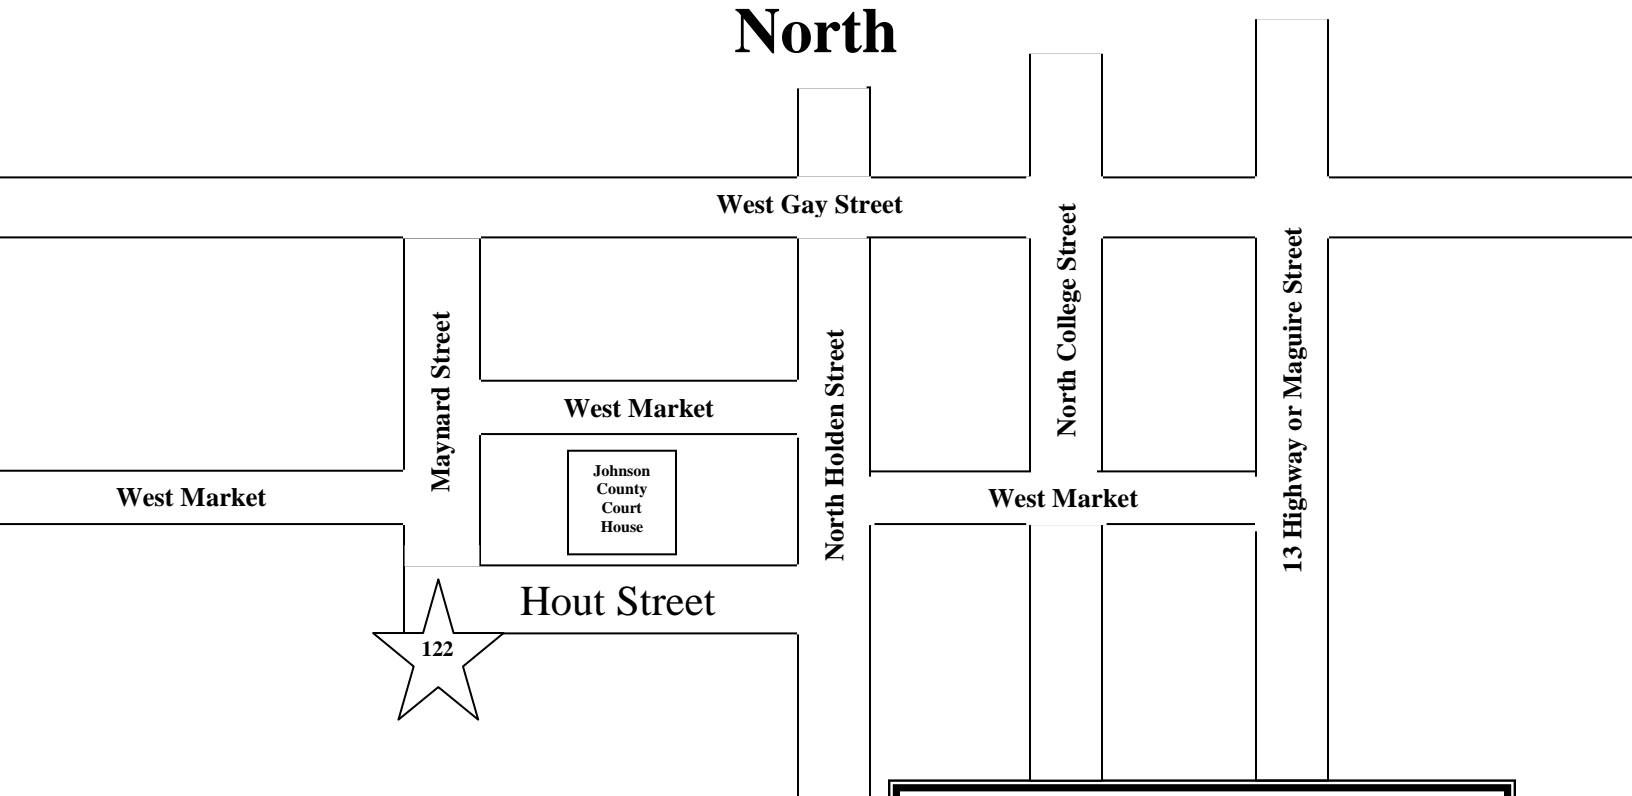 North
West Gay Street
North College Street
13 Highway or Maguire Street
Maynard Street
North Holden Street
West Market
Johnson
County
Court
House
West Market
West Market
Hout Street
122